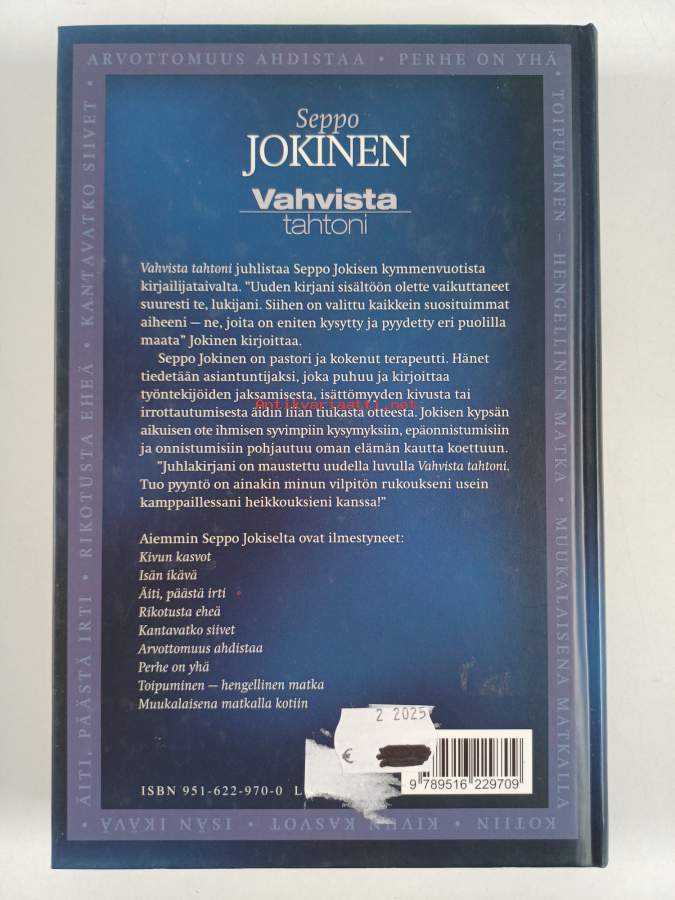 ARVOTTOMUUS AHDISTAA • PERHE ON YHÄ •
TOIPUMINEN – HENGELLINEN MATKA • MUUKALAISENA MATKALLA
KOTIIN • KIVUN KASVOT • ISÄN IKÄVÄ •
ÄITI, PÄÄSTÄ IRTI • RIKOTUSTA EHEÄ • KANTAVATKO SIIVET •
Seppo
JOKINEN
Vahvista
tahtoni
Vahvista tahtoni juhlistaa Seppo Jokisen kymmenvuotista
kirjailijataivalta. "Uuden kirjani sisältöön olette vaikuttaneet
suuresti te, lukijani. Siihen on valittu kaikkein suosituimmat
aiheeni – ne, joita on eniten kysytty ja pyydetty eri puolilla
maata" Jokinen kirjoittaa.
Seppo Jokinen on pastori ja kokenut terapeutti. Hänet
tiedetään asiantuntijaksi, joka puhuu ja kirjoittaa
työntekijöiden jaksamisesta, isättömyyden kivusta tai
irrottautumisesta äidin liian tiukasta otteesta. Jokisen kypsän
aikuisen ote ihmisen syvimpiin kysymyksiin, epäonnistumisiin
ja onnistumisiin pohjautuu oman elämän kautta koettuun.
"Juhlakirjani on maustettu uudella luvulla Vahvista tahtoni.
Tuo pyyntö on ainakin minun vilpitön rukoukseni usein
kamppaillessani heikkouksieni kanssa!"
Antikvariaatti.net
Aiemmin Seppo Jokiselta ovat ilmestyneet:
Kivun kasvot
Isän ikävä
Äiti, päästä irti
Rikotusta eheä
Kantavatko siivet
Arvottomuus ahdistaa
Perhe on yhä
Toipuminen – hengellinen matka
Muukalaisena matkalla kotiin
2 2025
€
ISBN 951-622-970-0 L
9 789516 229709